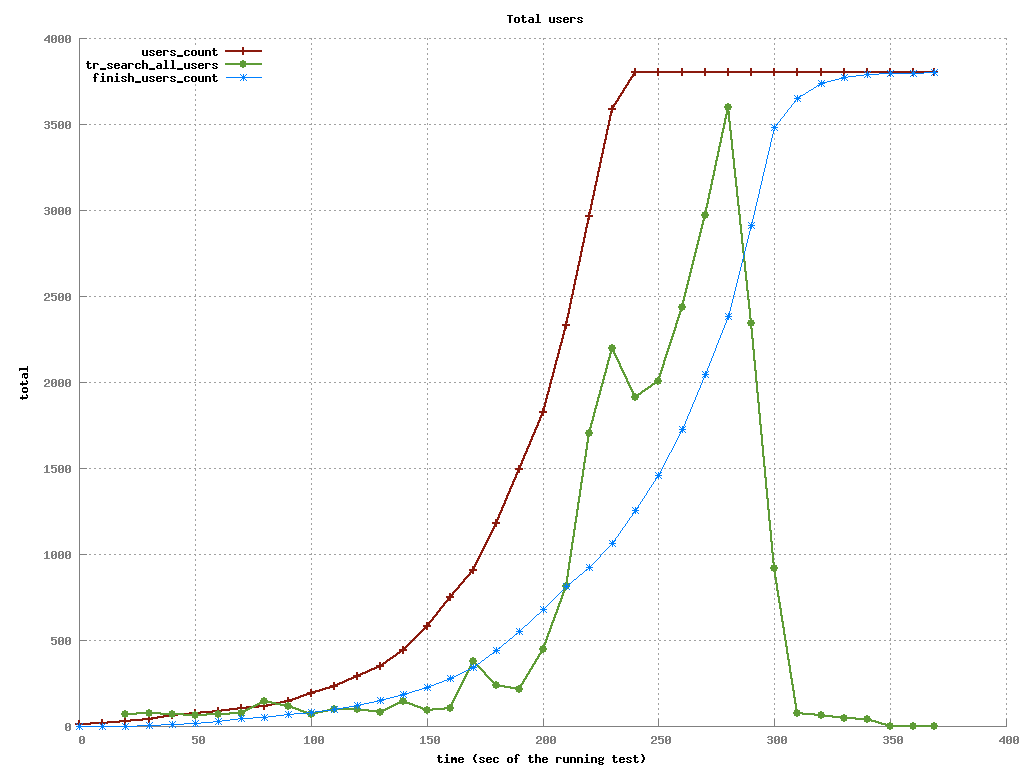 Total users
users_count
tr_search_all_users
finish_users_count
4000
3500
3000
2500
2000
1500
1000
500
0
total
0 50 100 150 200 250 300 350 400
time (sec of the running test)